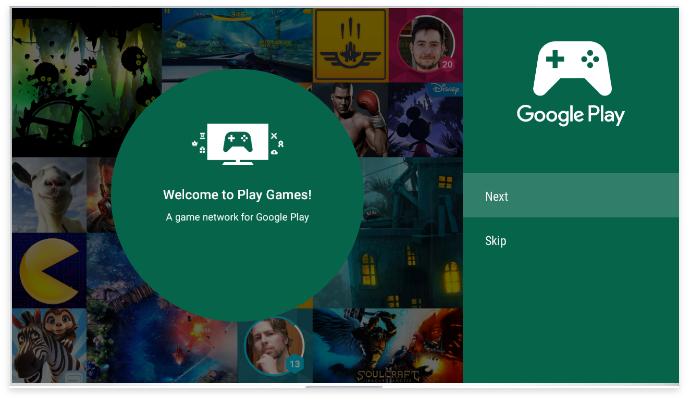 20
Disney
Welcome to Play Games!
A game network for Google Play
13
SOULCRAFT
Google Play
Next
Skip